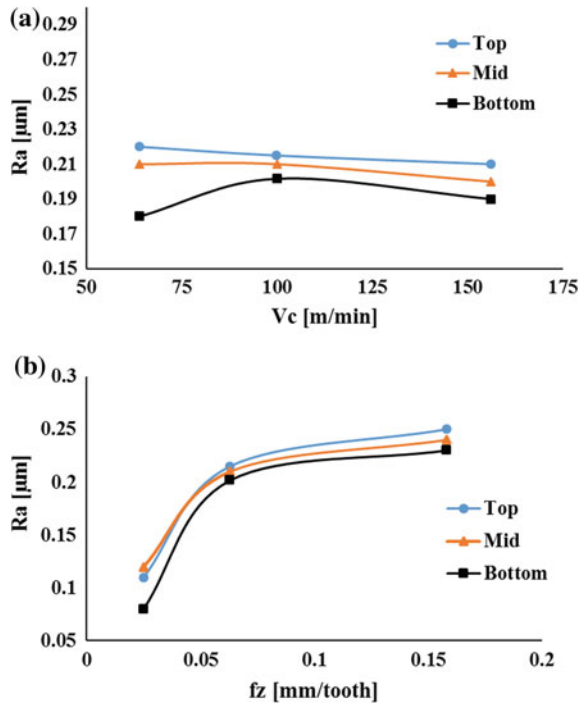 (a)
0.29
0.27
0.25
0.23
0.21
0.19
0.17
0.15
Ra [µm]
50 75 100 125 150 175
Vc [m/min]
Top
Mid
Bottom
(b)
0.3
0.25
0.2
0.15
0.1
0.05
Ra [µm]
0 0.05 0.1 0.15 0.2
fz [mm/tooth]
Top
Mid
Bottom